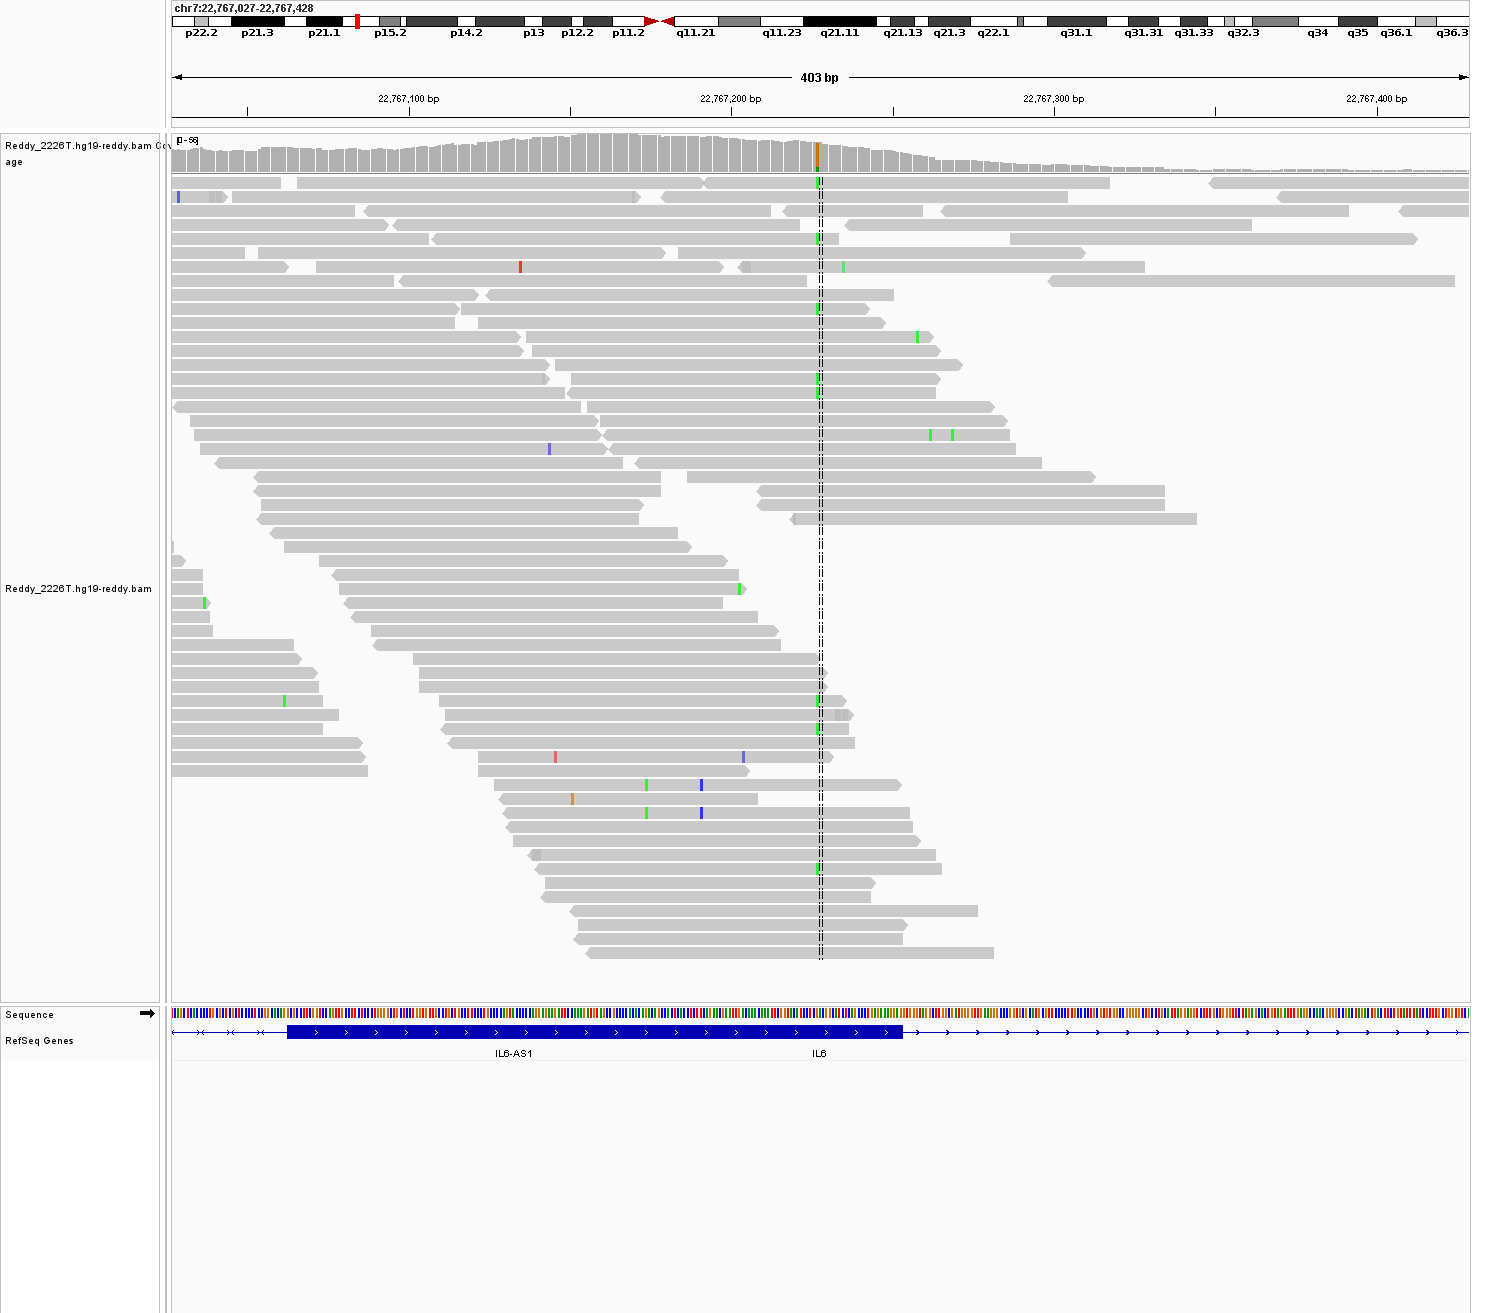 chr7:22,767,027-22,767,428
p22.2 p21.3 p21.1 p15.2 p14.2 p13 p12.2 p11.2 q11.21 q11.23 q21.11 q21.13 q21.3 q22.1 q31.1 q31.31 q31.33 q32.3 q34 q35 q36.1 q36.3
403 bp
22,767,100 bp 22,767,200 bp 22,767,300 bp 22,767,400 bp
Reddy_2226T.hg19-reddy.bam Cov
age
[0-56]
Reddy_2226T.hg19-reddy.bam
Sequence
RefSeq Genes
IL6-AS1 IL6